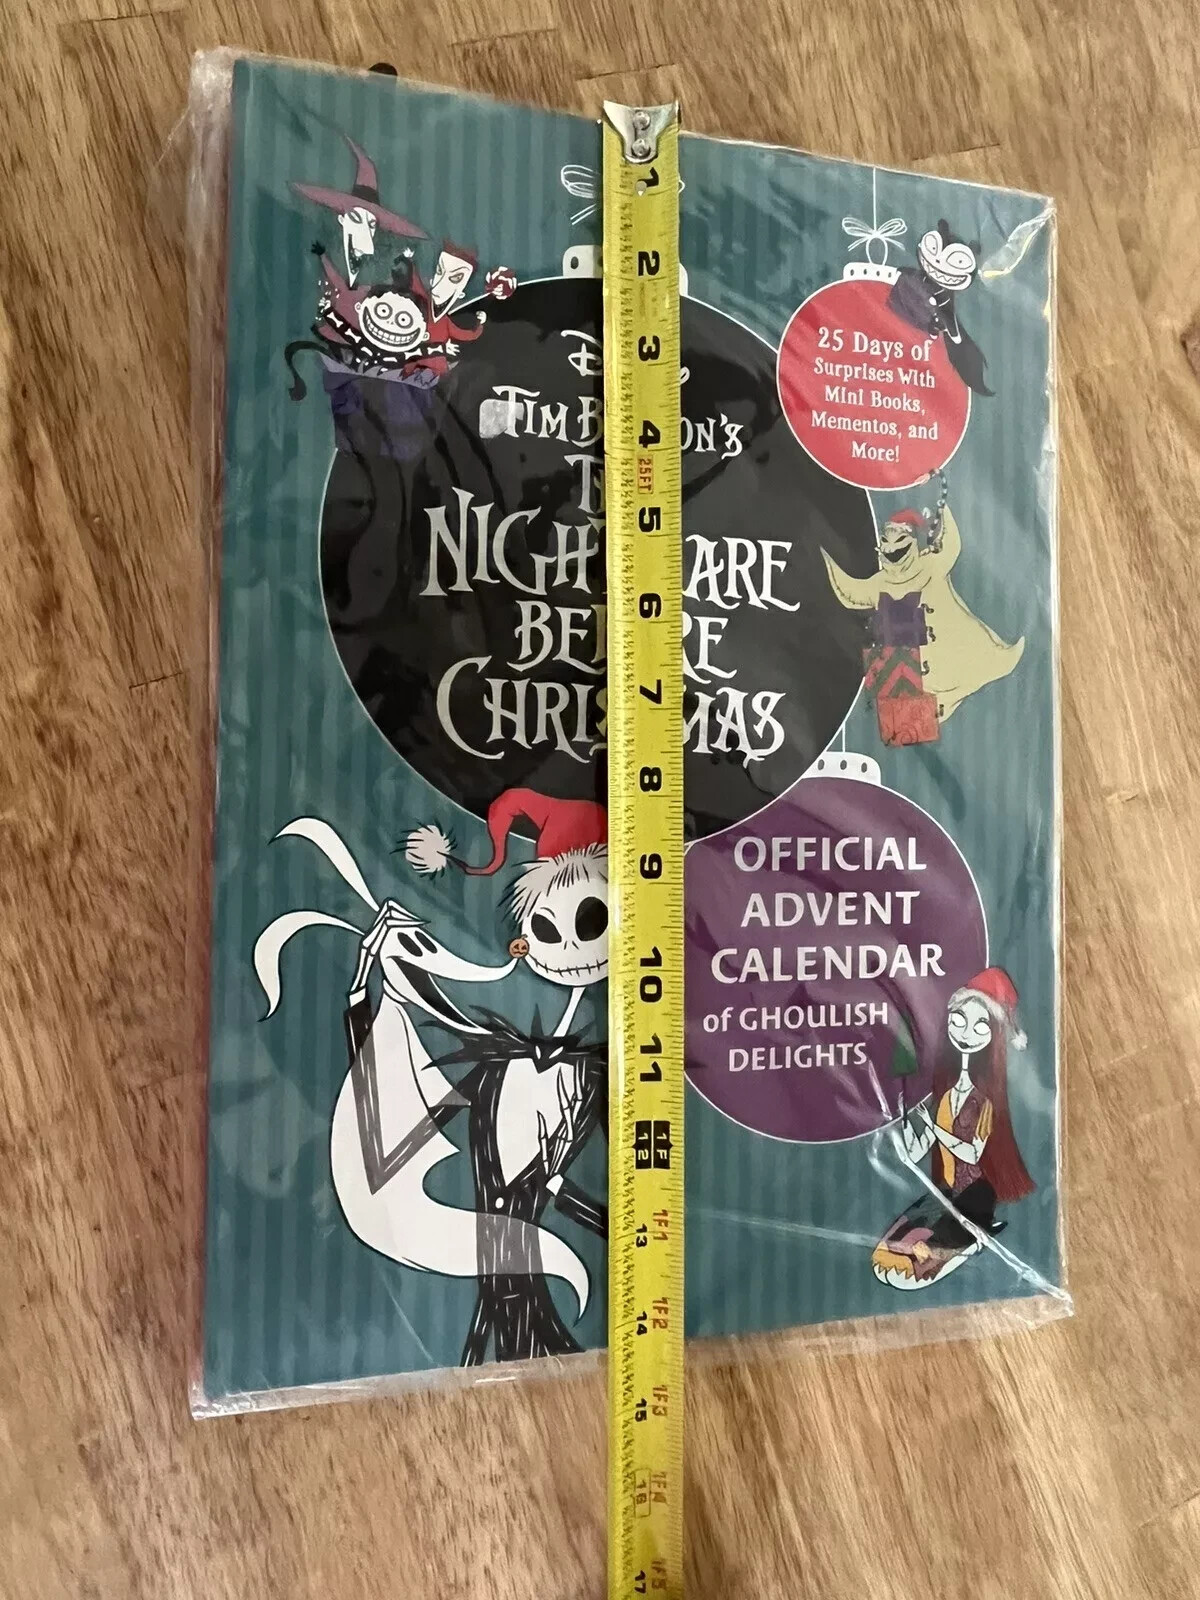 25 Days of
Surprises With
Mini Books,
Mementos, and
More!
TIM B ON'S
T
NIGH ARE
BEF RE
CHRIS MAS
OFFICIAL
ADVENT
CALENDAR
of GHOULISH
DELIGHTS
1
2
3
4
25FT
5
6
7
8
9
10
11
1F
12
1F1
13
1F2
14
1F3
15
1F4
16
1F5
17